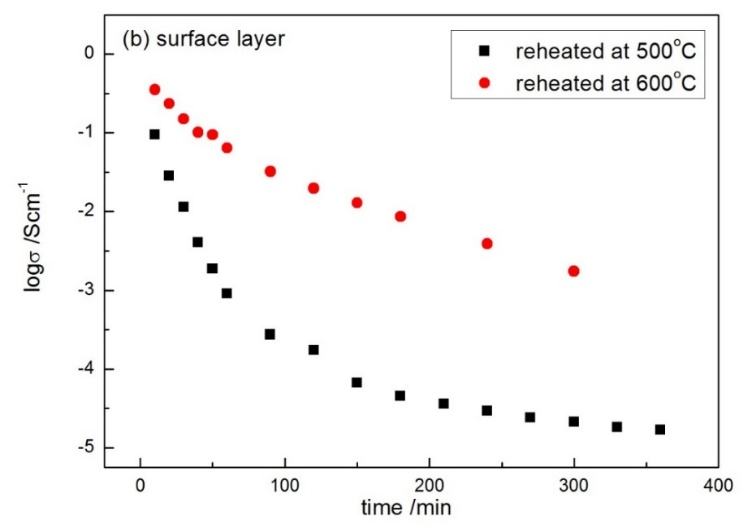 (b) surface layer
reheated at 500°C
reheated at 600°C
0
-1
-2
-3
-4
-5
logσ /Scm⁻¹
0 100 200 300 400
time /min